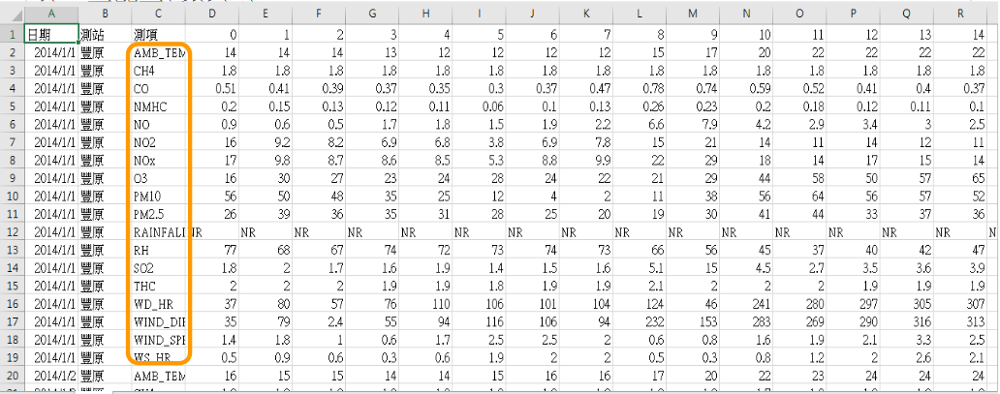 A B C D E F G H I J K L M N O P Q R
1 日期 測站 測項 0 1 2 3 4 5 6 7 8 9 10 11 12 13 14
2 2014/1/1 豐原 AMB_TEM 14 14 14 13 12 12 12 12 15 17 20 22 22 22 22
3 2014/1/1 豐原 CH4 1.8 1.8 1.8 1.8 1.8 1.8 1.8 1.8 1.8 1.8 1.8 1.8 1.8 1.8 1.8
4 2014/1/1 豐原 CO 0.51 0.41 0.39 0.37 0.35 0.3 0.37 0.47 0.78 0.74 0.59 0.52 0.41 0.4 0.37
5 2014/1/1 豐原 NMHC 0.2 0.15 0.13 0.12 0.11 0.06 0.1 0.13 0.26 0.23 0.2 0.18 0.12 0.11 0.1
6 2014/1/1 豐原 NO 0.9 0.6 0.5 1.7 1.8 1.5 1.9 2.2 6.6 7.9 4.2 2.9 3.4 3 2.5
7 2014/1/1 豐原 NO2 16 9.2 8.2 6.9 6.8 3.8 6.9 7.8 15 21 14 11 14 12 11
8 2014/1/1 豐原 NOx 17 9.8 8.7 8.6 8.5 5.3 8.8 9.9 22 29 18 14 17 15 14
9 2014/1/1 豐原 O3 16 30 27 23 24 28 24 22 21 29 44 58 50 57 65
10 2014/1/1 豐原 PM10 56 50 48 35 25 12 4 2 11 38 56 64 56 57 52
11 2014/1/1 豐原 PM2.5 26 39 36 35 31 28 25 20 19 30 41 44 33 37 36
12 2014/1/1 豐原 RAINFALI NR NR NR NR NR NR NR NR NR NR NR NR NR NR NR N
13 2014/1/1 豐原 RH 77 68 67 74 72 73 74 73 66 56 45 37 40 42 47
14 2014/1/1 豐原 SO2 1.8 2 1.7 1.6 1.9 1.4 1.5 1.6 5.1 15 4.5 2.7 3.5 3.6 3.9
15 2014/1/1 豐原 THC 2 2 2 1.9 1.9 1.8 1.9 1.9 2.1 2 2 2 1.9 1.9 1.9
16 2014/1/1 豐原 WD_HR 37 80 57 76 110 106 101 104 124 46 241 280 297 305 307
17 2014/1/1 豐原 WIND_DIF 35 79 2.4 55 94 116 106 94 232 153 283 269 290 316 313
18 2014/1/1 豐原 WIND_SPI 1.4 1.8 1 0.6 1.7 2.5 2.5 2 0.6 0.8 1.6 1.9 2.1 3.3 2.5
19 2014/1/1 豐原 WS_HR 0.5 0.9 0.6 0.3 0.6 1.9 2 2 0.5 0.3 0.8 1.2 2 2.6 2.1
20 2014/1/2 豐原 AMB_TEM 16 15 15 14 14 15 16 16 17 20 22 23 24 24 24